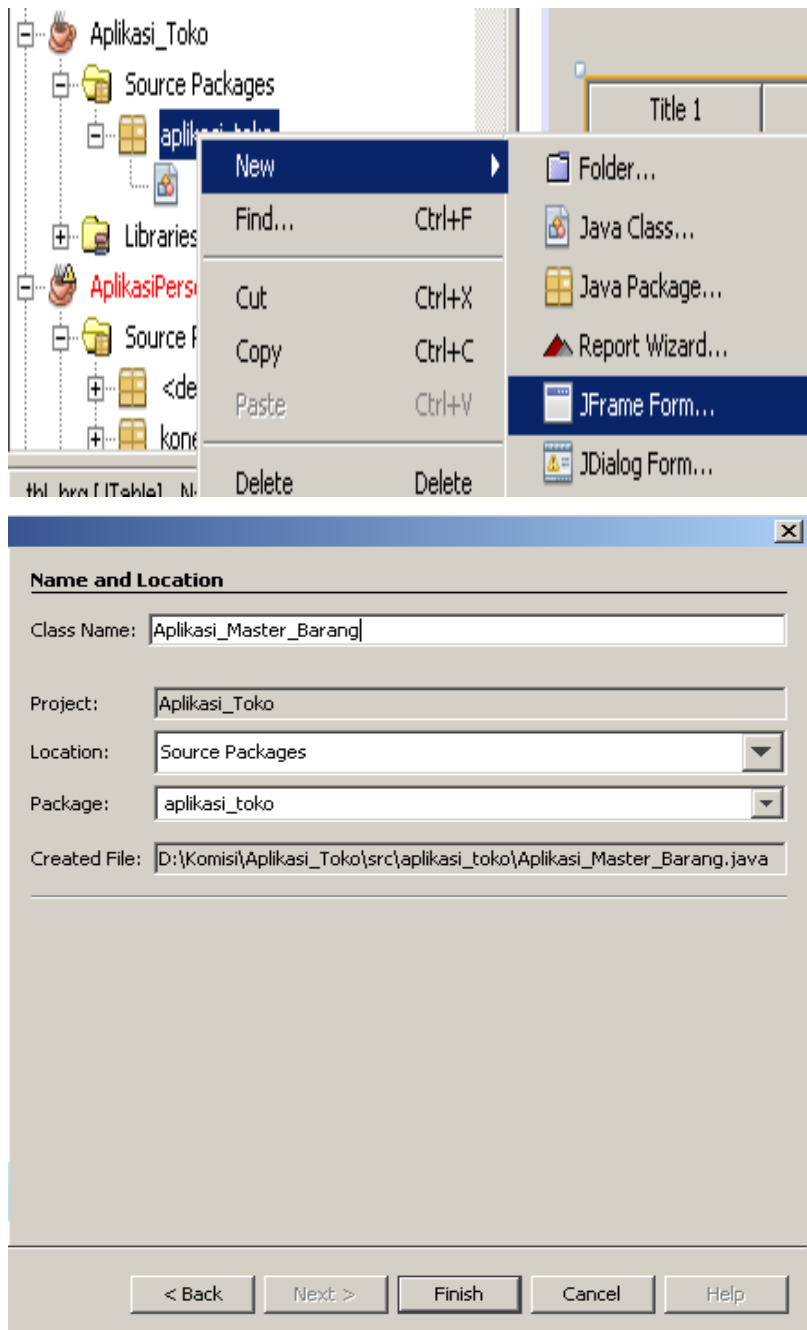 Aplikasi_Toko
Source Packages
Title 1
New
Folder...
Find... Ctrl+F
Java Class...
Libraries
Java Package...
Cut Ctrl+X
Report Wizard...
Copy Ctrl+C
JFrame Form...
Paste Ctrl+V
JDialog Form...
Delete Delete
Name and Location
Class Name: Aplikasi_Master_Barang
Project: Aplikasi_Toko
Location: Source Packages
Package: aplikasi_toko
Created File: D:\Komisi\Aplikasi_Toko\src\aplikasi_toko\Aplikasi_Master_Barang.java
< Back Next > Finish Cancel Help